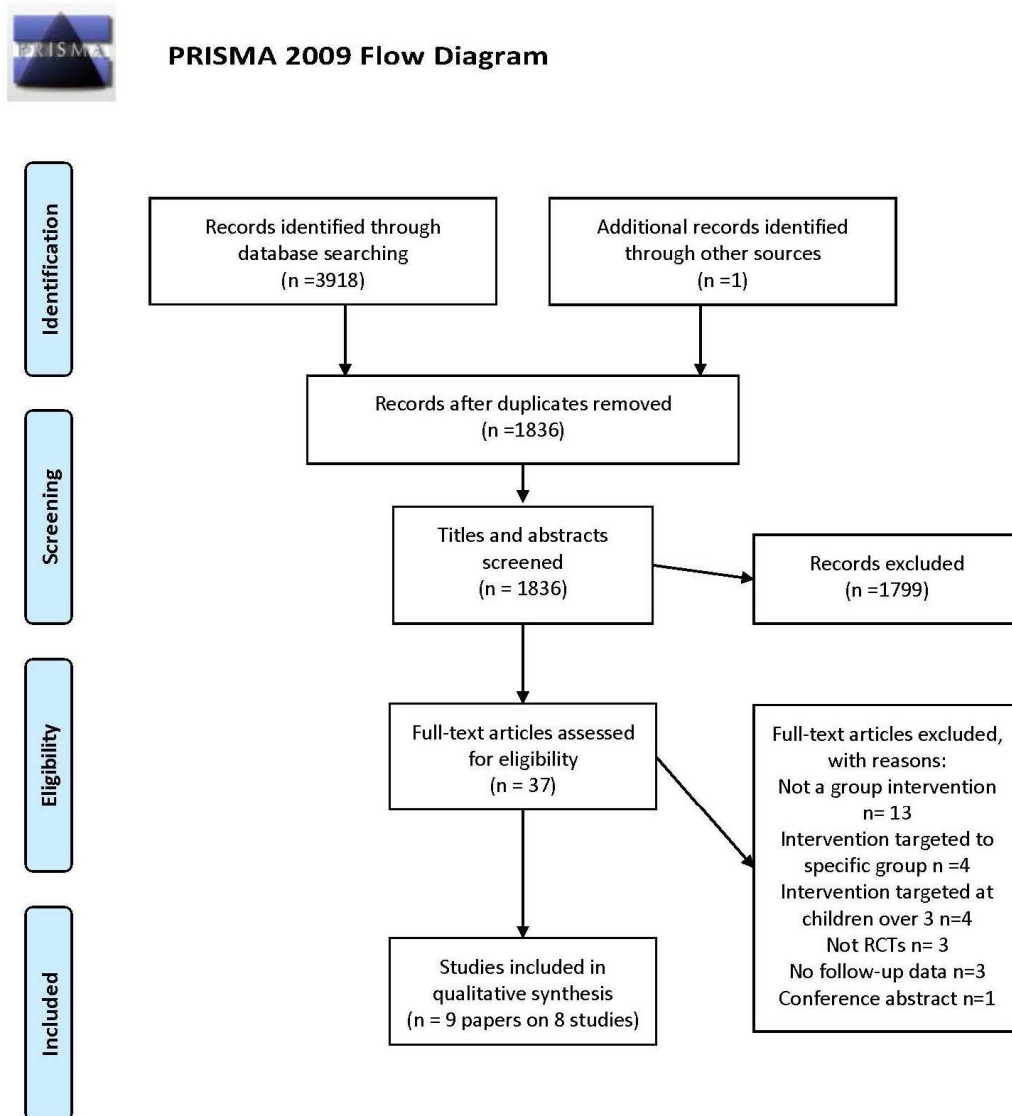 PRISMA
PRISMA 2009 Flow Diagram
Identification
Records identified through
database searching
(n =3918)
Additional records identified
through other sources
(n =1)
Records after duplicates removed
(n =1836)
Screening
Titles and abstracts
screened
(n = 1836)
Records excluded
(n =1799)
Eligibility
Full-text articles assessed
for eligibility
(n = 37)
Full-text articles excluded,
with reasons:
Not a group intervention
n= 13
Intervention targeted to
specific group n =4
Intervention targeted at
children over 3 n=4
Not RCTs n= 3
No follow-up data n=3
Conference abstract n=1
Included
Studies included in
qualitative synthesis
(n = 9 papers on 8 studies)